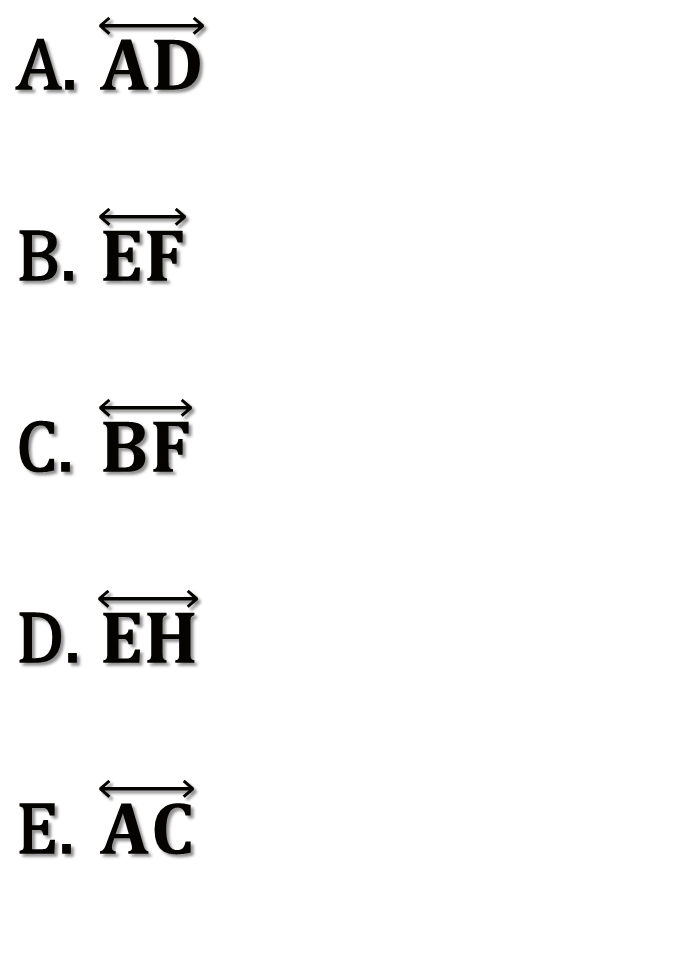 A. AD
B. EF
C. BF
D. EH
E. AC